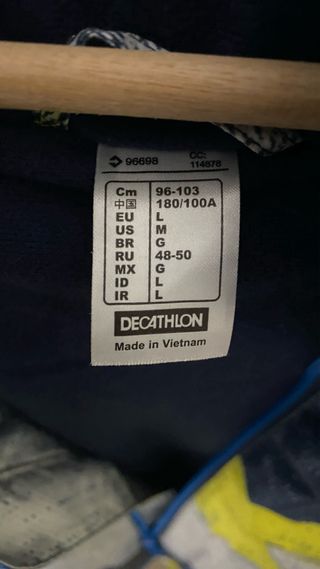 96698 CC: 114878
Cm 96-103
中国 180/100A
EU L
US M
BR G
RU 48-50
MX G
ID L
IR L
DECATHLON
Made in Vietnam